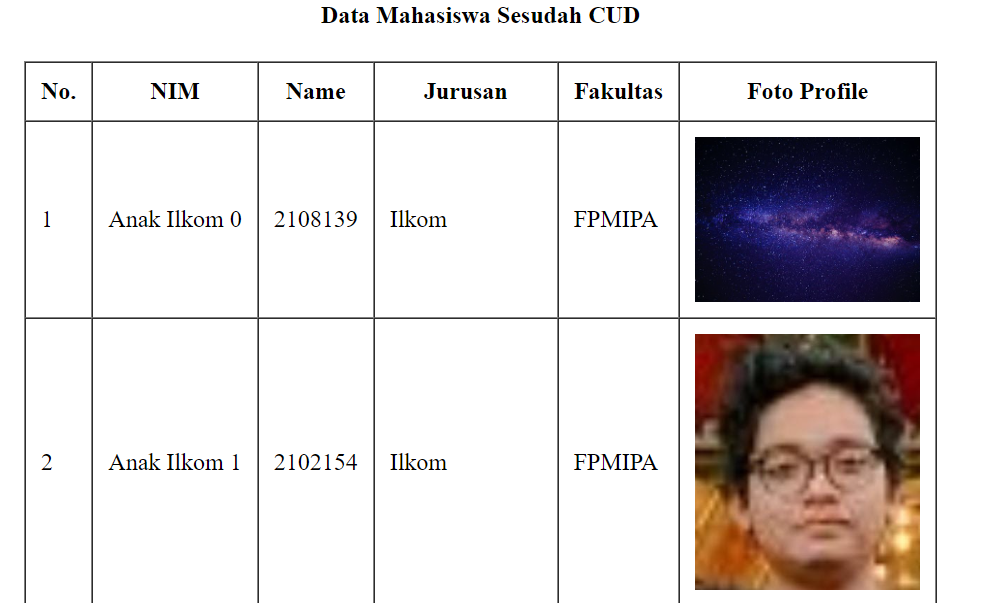 Data Mahasiswa Sesudah CUD
No. NIM Name Jurusan Fakultas Foto Profile
1 Anak Ilkom 0 2108139 Ilkom FPMIPA
2 Anak Ilkom 1 2102154 Ilkom FPMIPA